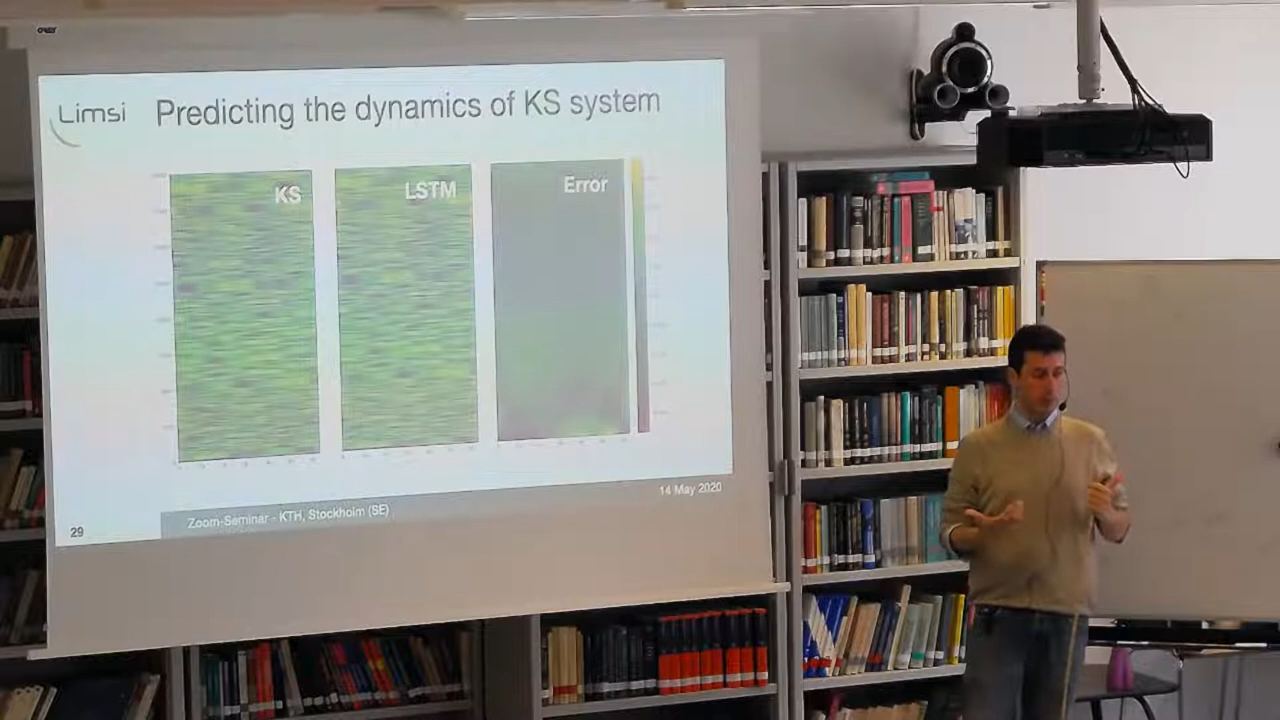 Limsi
Predicting the dynamics of KS system
KS
LSTM
Error
14 May 2020
Zoom-Seminar - KTH, Stockholm (SE)
29